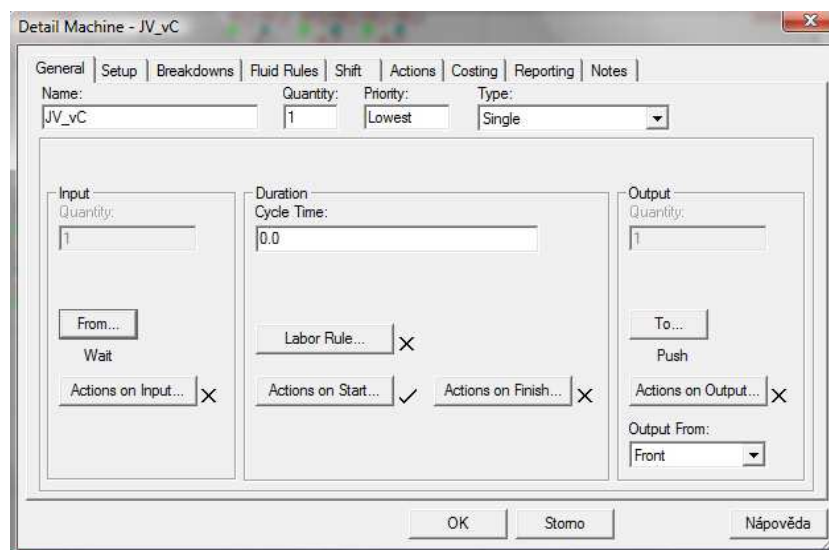 Detail Machine - JV_vC
General Setup Breakdowns Fluid Rules Shift Actions Costing Reporting Notes
Name: Quantity: Priority: Type:
JV_vC 1 Lowest Single
Input Duration Output
Quantity: Cycle Time: Quantity:
1 0.0 1
From... Labor Rule... To...
Wait Push
Actions on Input... Actions on Start... Actions on Finish... Actions on Output...
Output From:
Front
OK Storno Nápověda